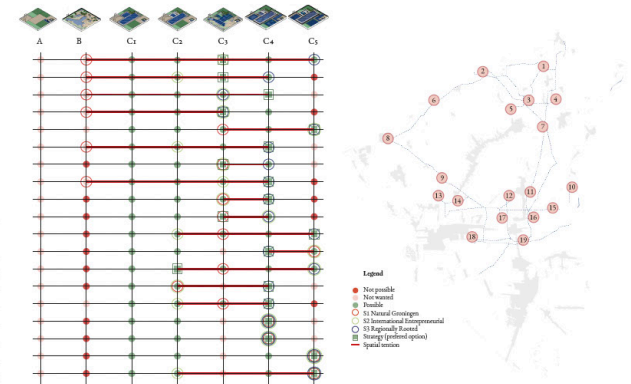 A B C1 C2 C3 C4 C5
1
2
3
4
5
6
7
8
9
10
11
12
13
14
15
16
17
18
19
Legend
Not possible
Not wanted
Possible
S1 Natural Groningen
S2 International Entrepreneurial
S3 Regionally Rooted
Strategy (preferred option)
Spatial tention